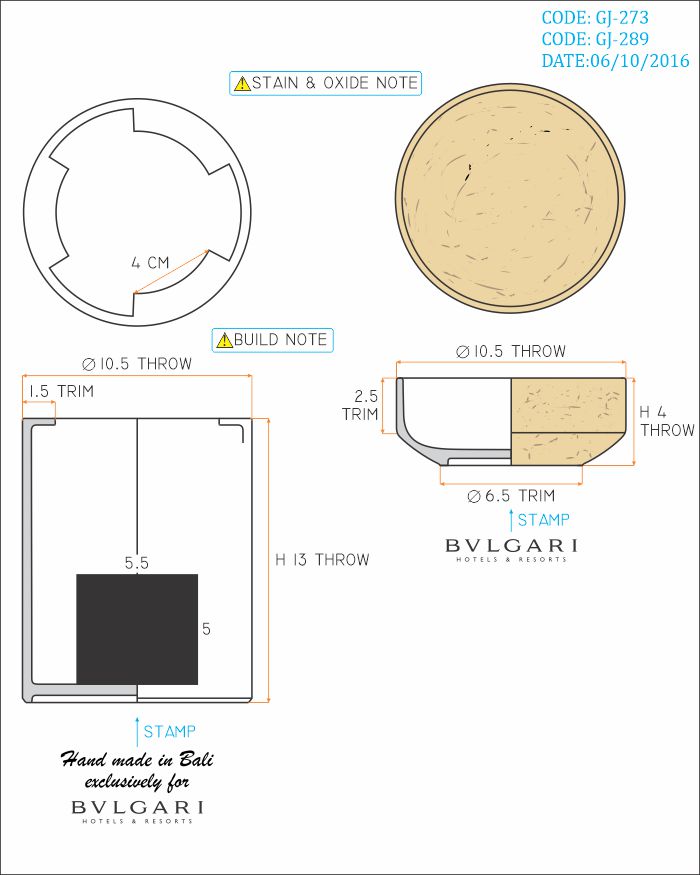 CODE: GJ-273
CODE: GJ-289
DATE:06/10/2016
STAIN & OXIDE NOTE
4 CM
BUILD NOTE
Ø 10.5 THROW
1.5 TRIM
H 13 THROW
5.5
5
STAMP
Hand made in Bali
exclusively for
BVLGARI
HOTELS & RESORTS
Ø 10.5 THROW
2.5
TRIM
H 4
THROW
Ø 6.5 TRIM
STAMP
BVLGARI
HOTELS & RESORTS